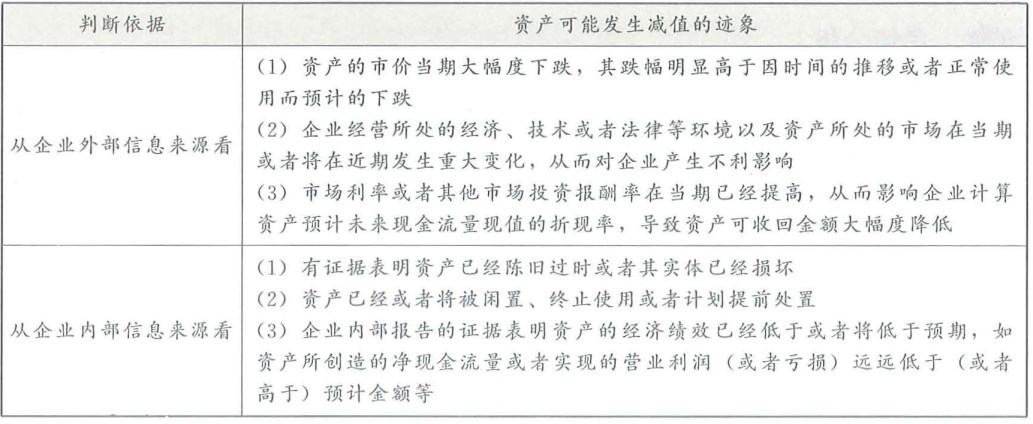 判断依据
资产可能发生减值的迹象
从企业外部信息来源看
(1) 资产的市价当期大幅度下跌，其跌幅明显高于因时间的推移或者正常使
用而预计的下跌
(2) 企业经营所处的经济、技术或者法律等环境以及资产所处的市场在当期
或者将在近期发生重大变化，从而对企业产生不利影响
(3) 市场利率或者其他市场投资报酬率在当期已经提高，从而影响企业计算
资产预计未来现金流量现值的折现率，导致资产可收回金额大幅度降低
从企业内部信息来源看
(1) 有证据表明资产已经陈旧过时或者其实体已经损坏
(2) 资产已经或者将被闲置、终止使用或者计划提前处置
(3) 企业内部报告的证据表明资产的经济绩效已经低于或者将低于预期，如
资产所创造的净现金流量或者实现的营业利润（或者亏损）远远低于（或者
高于）预计金额等